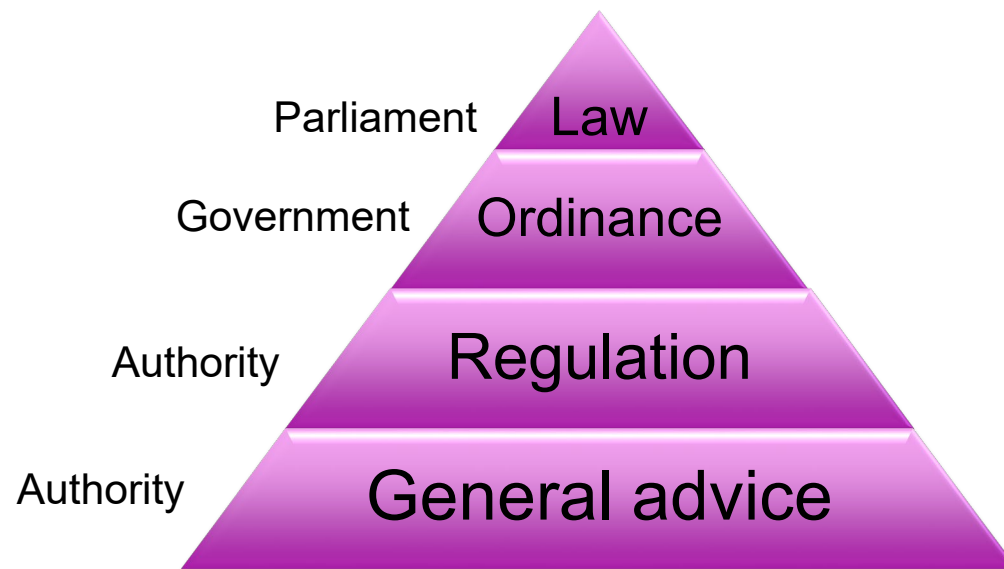 Parliament Law
Government Ordinance
Authority Regulation
Authority General advice